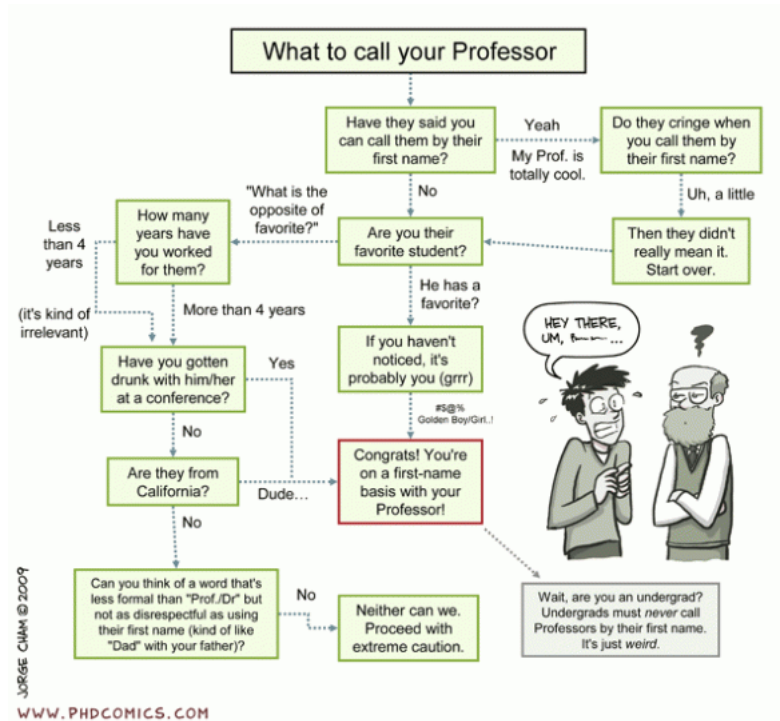 What to call your Professor
Have they said you
can call them by their
first name?
Yeah
My Prof. is
totally cool.
Do they cringe when
you call them by
their first name?
No
Uh, a little
"What is the
opposite of
favorite?"
Less
than 4
years
How many
years have
you worked
for them?
Are you their
favorite student?
Then they didn't
really mean it.
Start over.
He has a
favorite?
(it's kind of
irrelevant)
More than 4 years
If you haven't
noticed, it's
probably you (grrr)
HEY THERE,
UM, ...
Have you gotten
drunk with him/her
at a conference?
Yes
#$@%
Golden Boy/Girl..!
No
Are they from
California?
Dude...
Congrats! You're
on a first-name
basis with your
Professor!
No
Can you think of a word that's
less formal than "Prof./Dr" but
not as disrespectful as using
their first name (kind of like
"Dad" with your father)?
No
Neither can we.
Proceed with
extreme caution.
Wait, are you an undergrad?
Undergrads must never call
Professors by their first name.
It's just weird.
JORGE CHAM © 2009
WWW.PHDCOMICS.COM